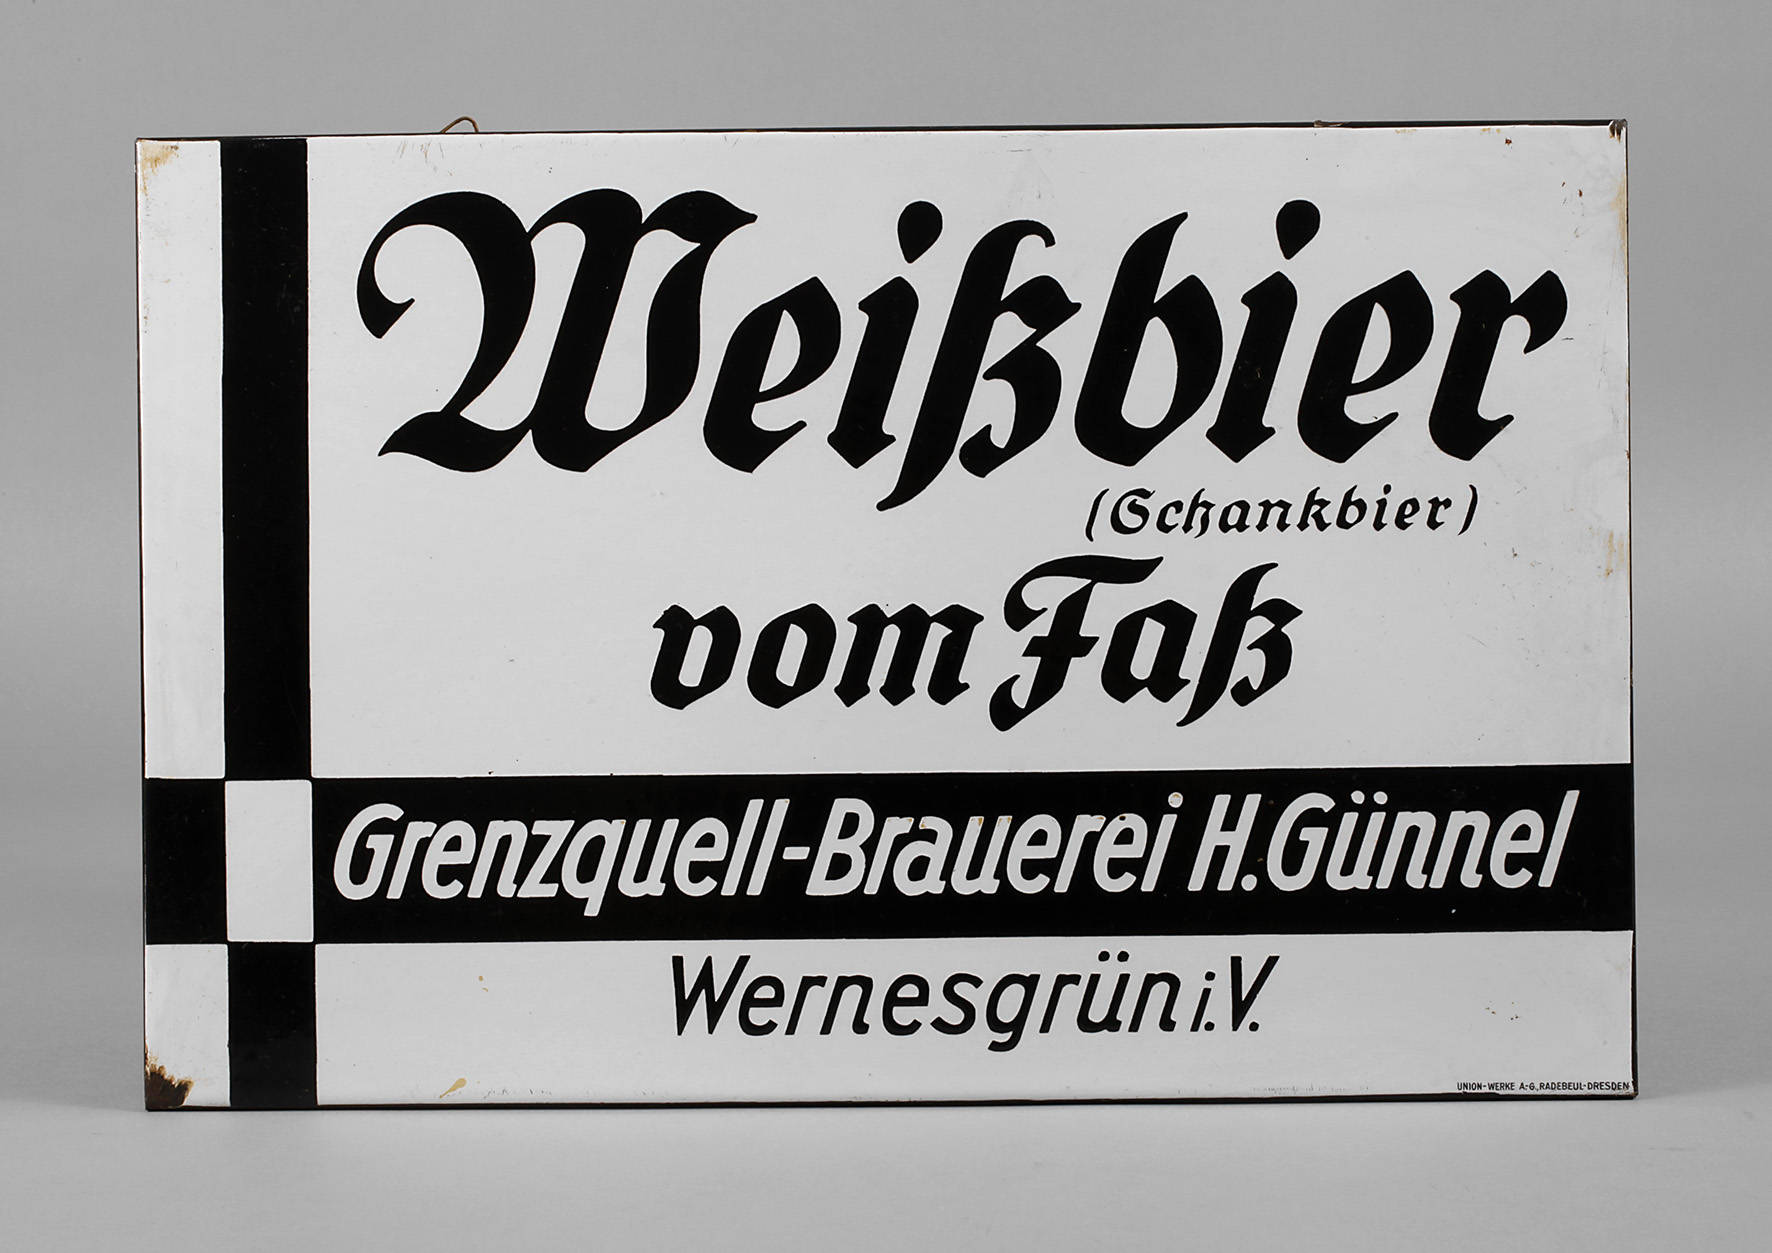 Weißbier
(Schankbier)
vom Faß
Grenzquell-Brauerei H. Günnel
Wernesgrün i.V.
UNION-WERKE A.-G., RADEBEUL-DRESDEN